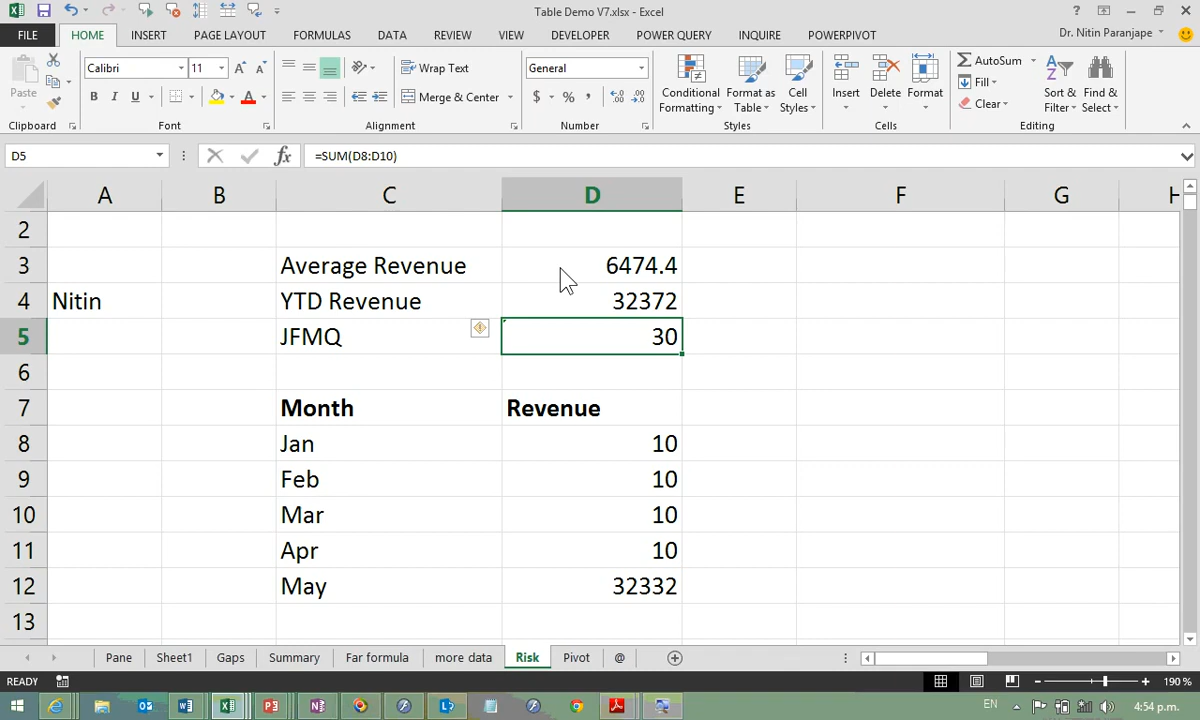 Table Demo V7.xlsx - Excel
?
FILE HOME INSERT PAGE LAYOUT FORMULAS DATA REVIEW VIEW DEVELOPER POWER QUERY INQUIRE POWERPIVOT Dr. Nitin Paranjape
Paste
Calibri 11
B I U A
Wrap Text
Merge & Center
General
$ % ,
Conditional Formatting
Format as Table
Cell Styles
Insert
Delete
Format
AutoSum
Fill
Clear
Sort & Filter
Find & Select
Clipboard Font Alignment Number Styles Cells Editing
D5 fx =SUM(D8:D10)
A B C D E F G H
2
3 Average Revenue 6474.4
4 Nitin YTD Revenue 32372
5 JFMQ 30
6
7 Month Revenue
8 Jan 10
9 Feb 10
10 Mar 10
11 Apr 10
12 May 32332
13
Pane Sheet1 Gaps Summary Far formula more data Risk Pivot @
READY 190 %
EN 4:54 p.m.